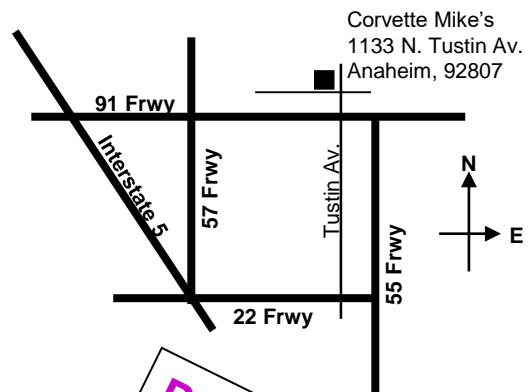 Corvette Mike's
1133 N. Tustin Av.
Anaheim, 92807
91 Frwy
Interstate 5
57 Frwy
Tustin Av.
N
E
55 Frwy
22 Frwy